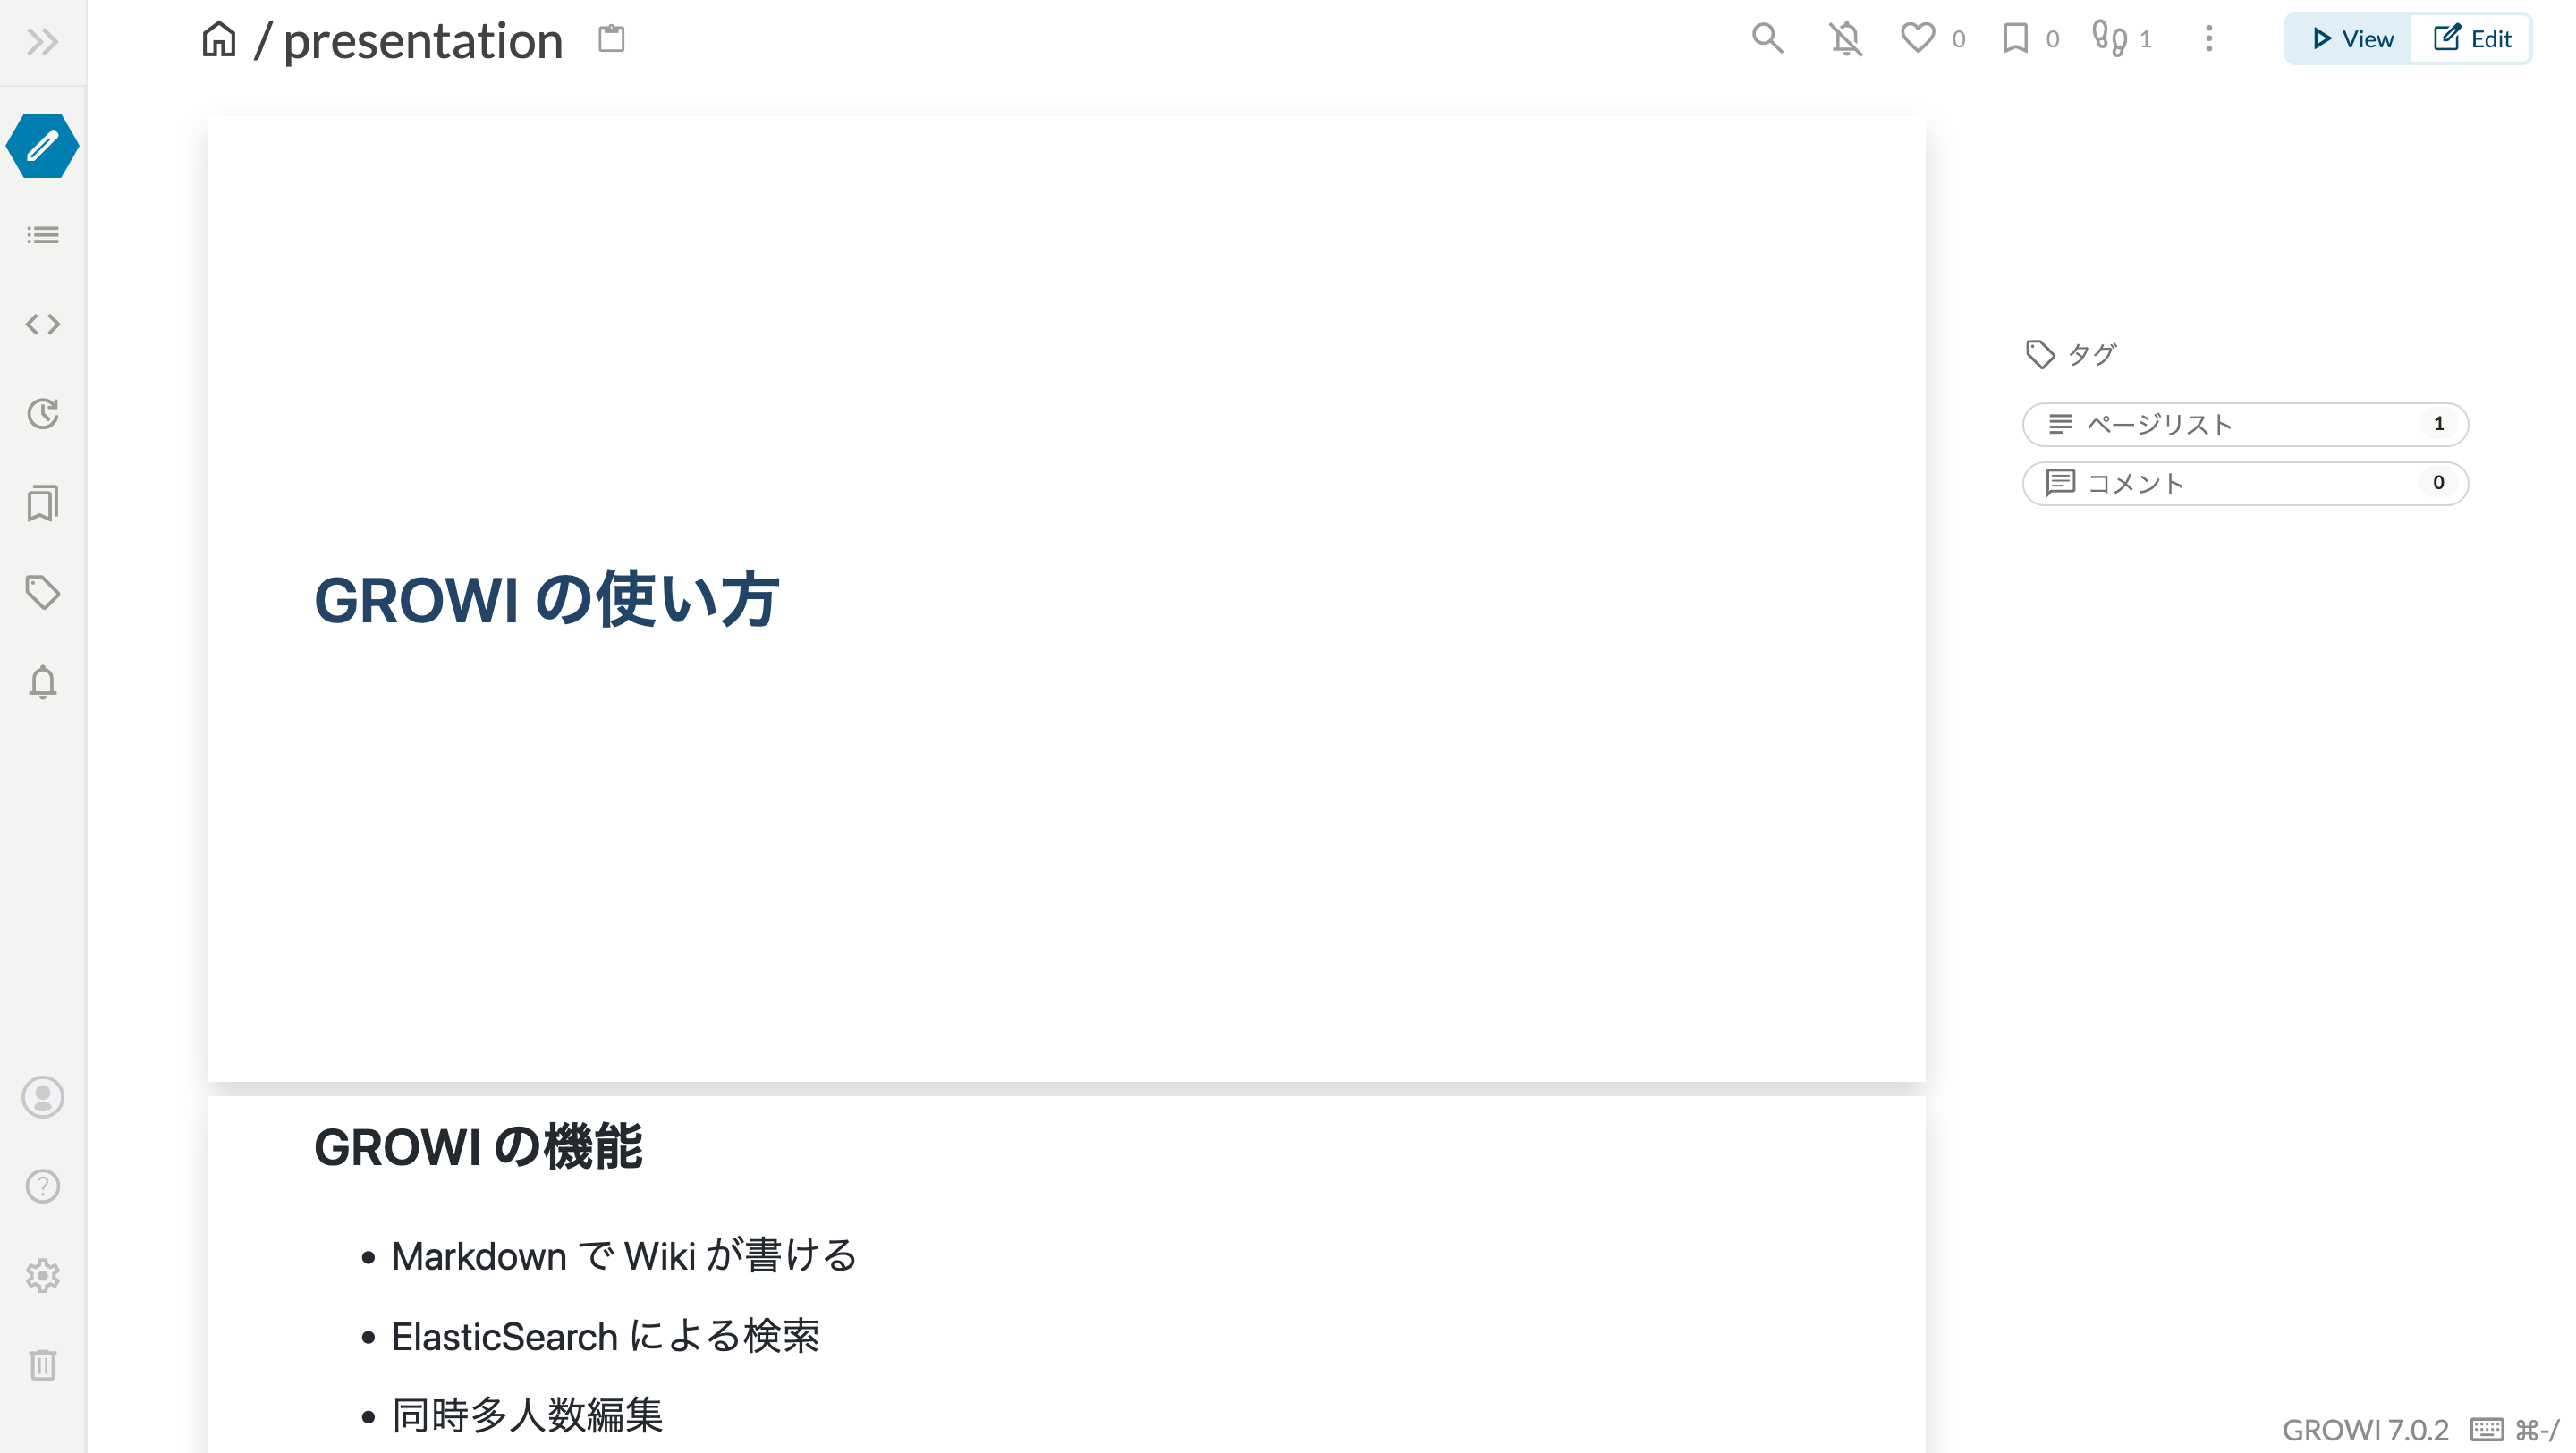 / presentation
0
0
1
View
Edit
GROWI の使い方
タグ
ページリスト 1
コメント 0
GROWI の機能
• Markdown で Wiki が書ける
• ElasticSearch による検索
• 同時多人数編集
GROWI 7.0.2 ⌘-/